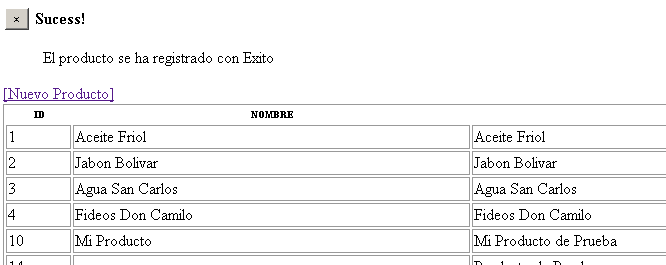 × Sucess!
El producto se ha registrado con Exito
[Nuevo Producto]
ID NOMBRE
1 Aceite Friol Aceite Friol
2 Jabon Bolivar Jabon Bolivar
3 Agua San Carlos Agua San Carlos
4 Fideos Don Camilo Fideos Don Camilo
10 Mi Producto Mi Producto de Prueba